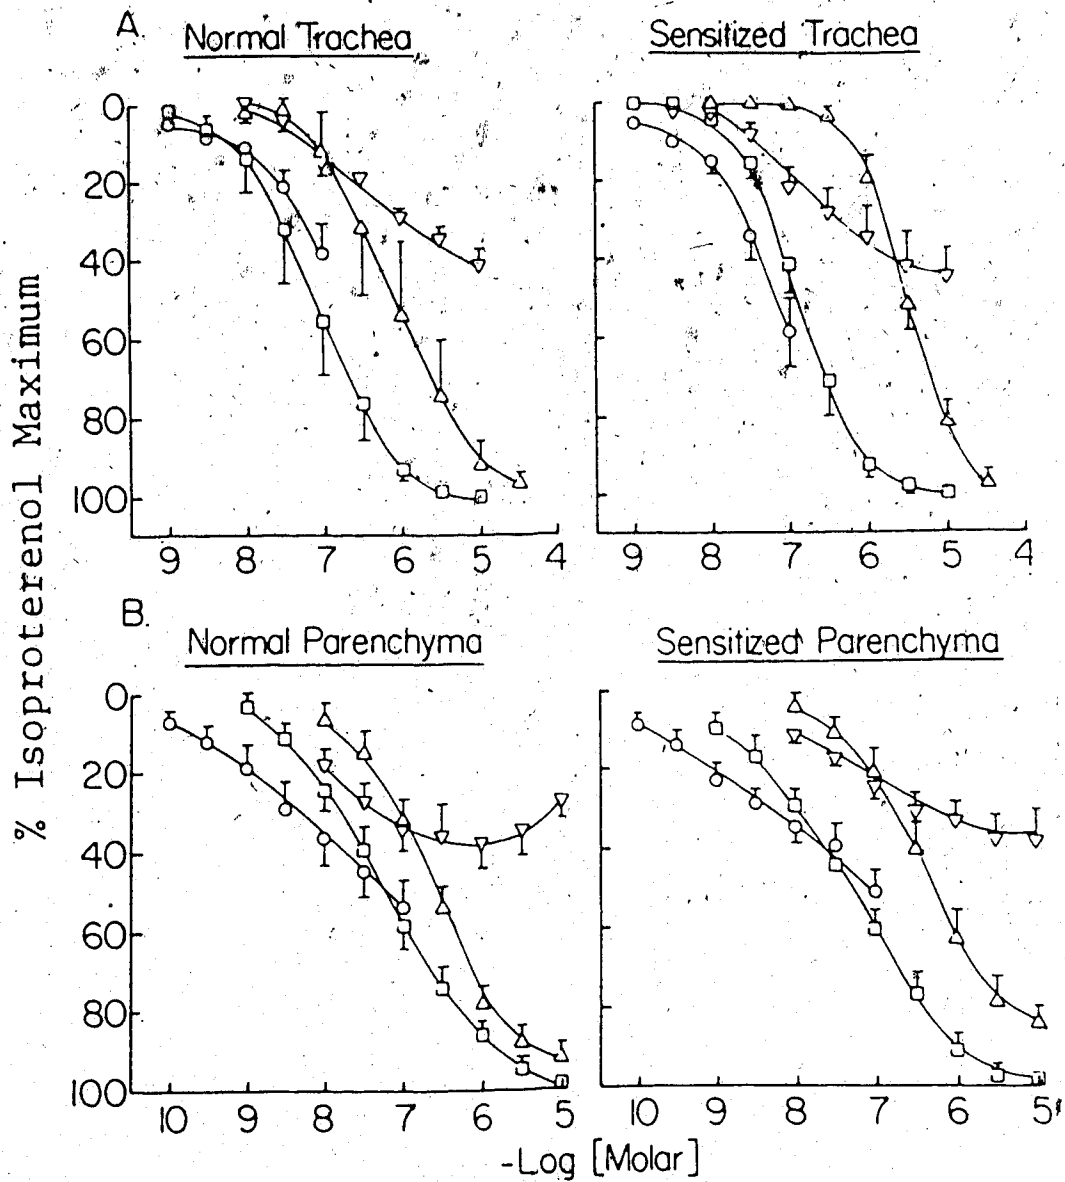 A.
Normal Trachea
Sensitized Trachea
% Isoproterenol Maximum
0
20
40
60
80
100
9 8 7 6 5 4
9 8 7 6 5 4
B.
Normal Parenchyma
Sensitized Parenchyma
0
20
40
60
80
100
10 9 8 7 6 5
10 9 8 7 6 5
-Log [Molar]